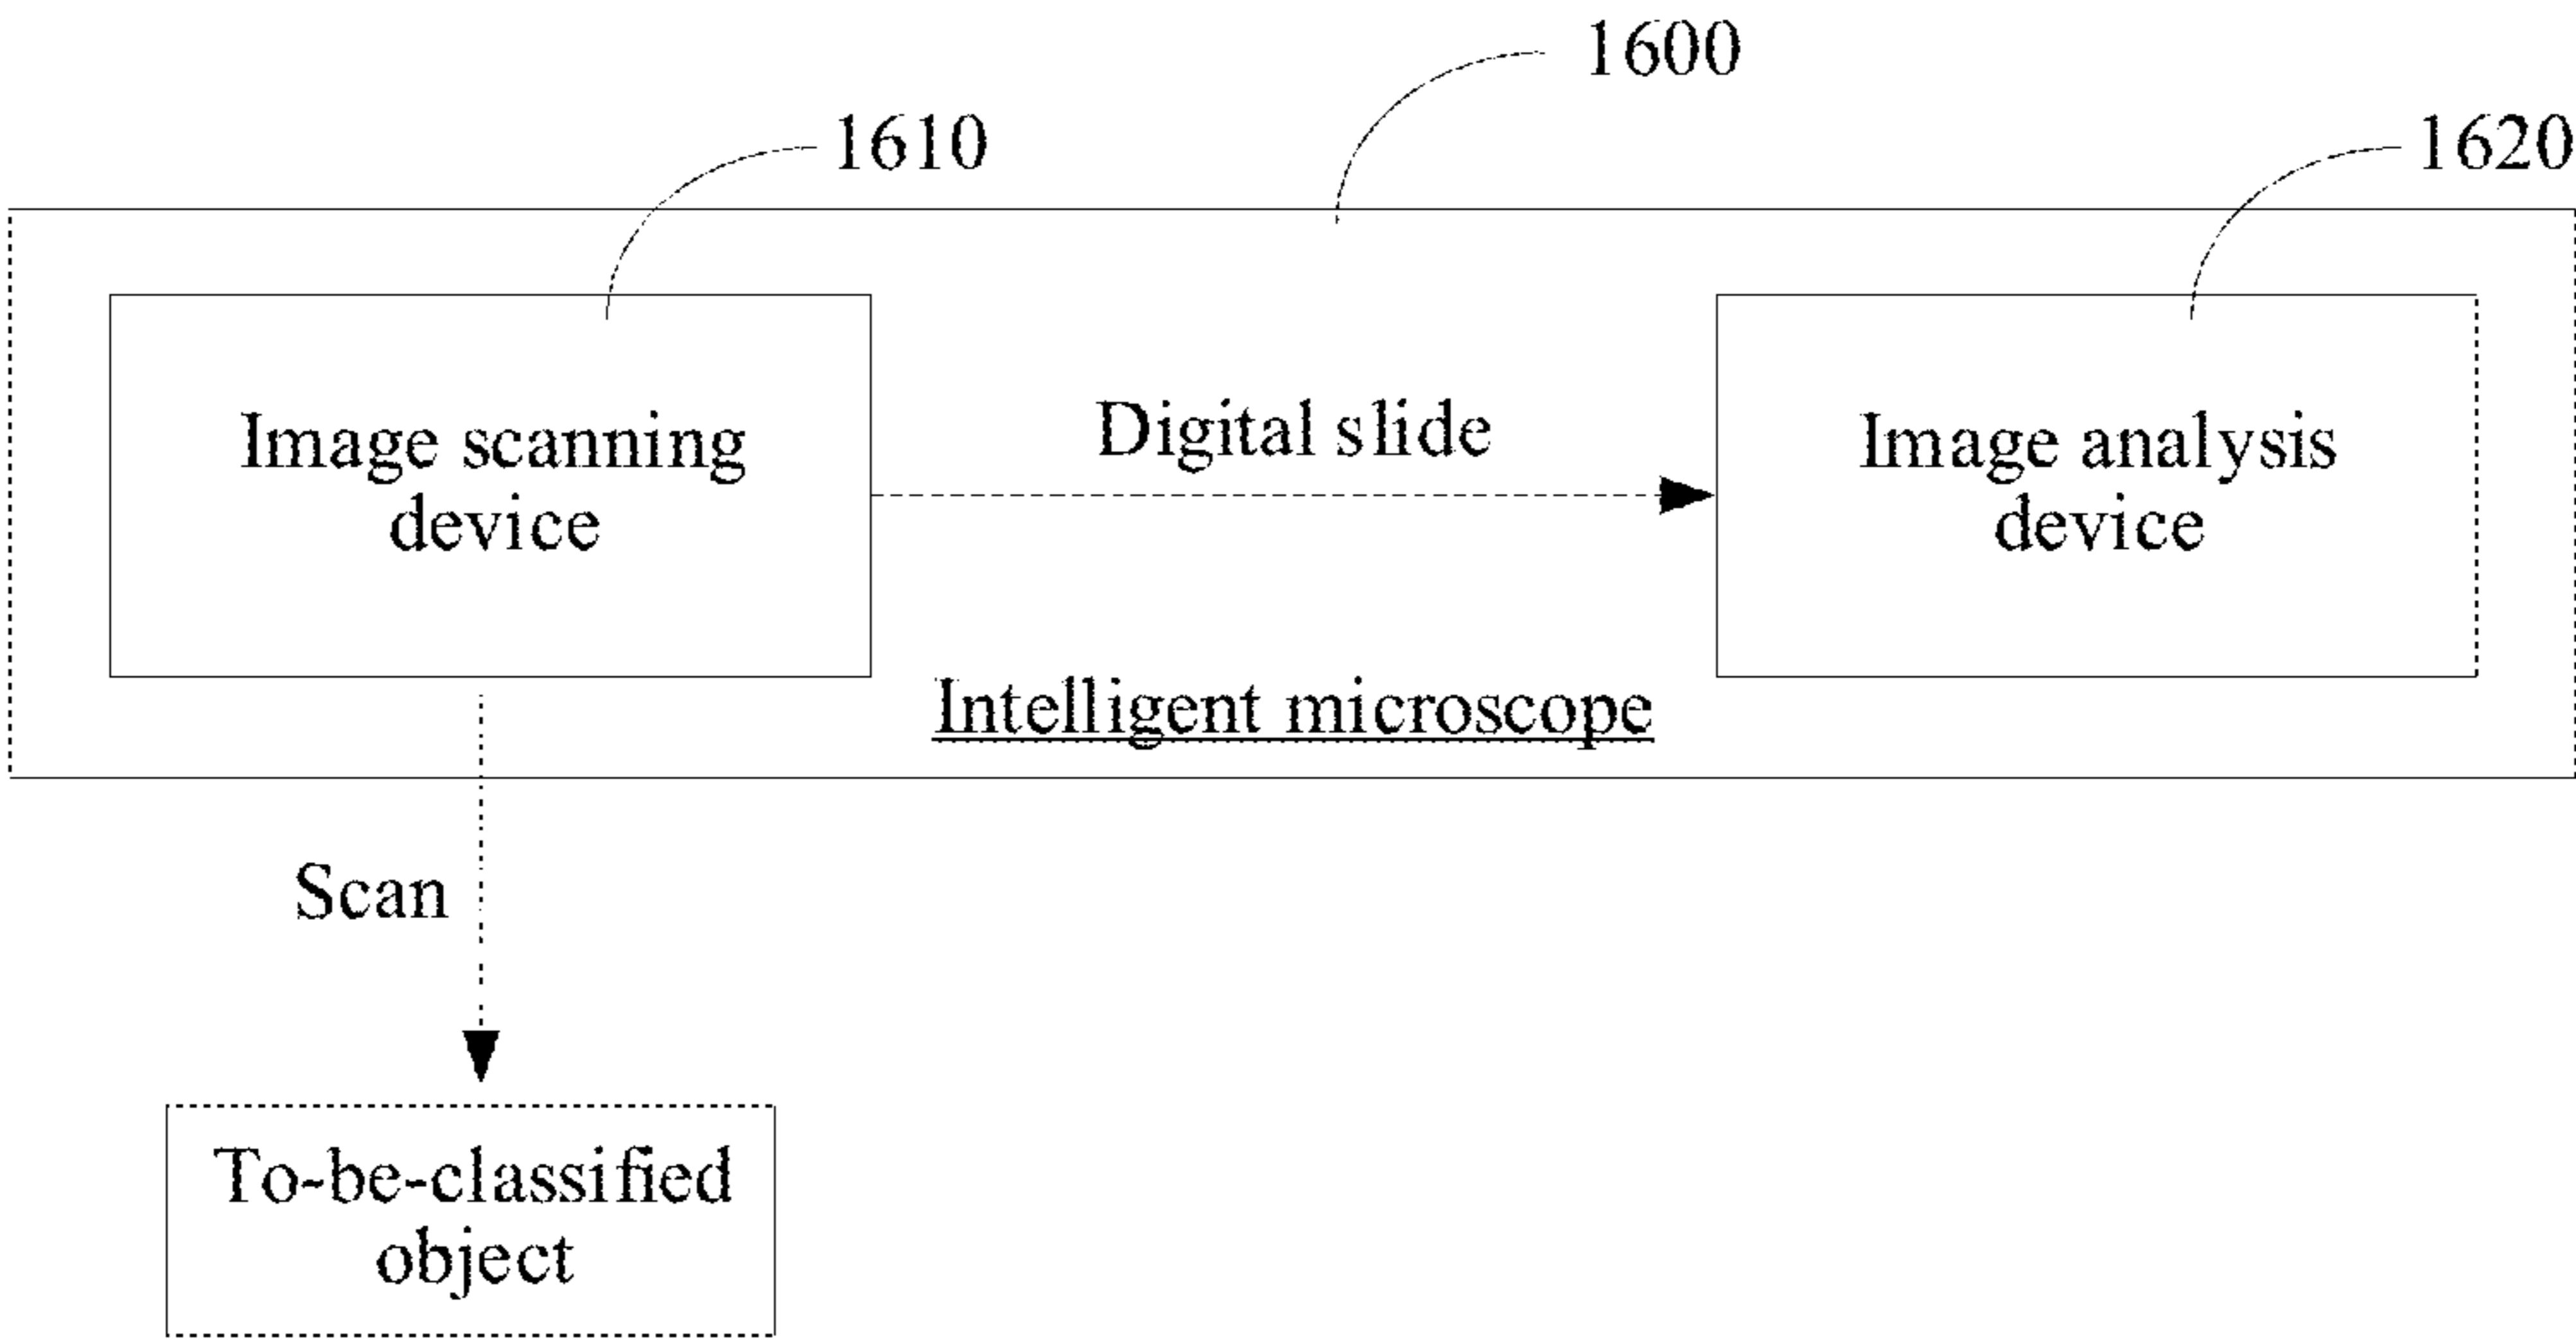 1600
1610
1620
Image scanning
device
Digital slide
Image analysis
device
Intelligent microscope
Scan
To-be-classified
object